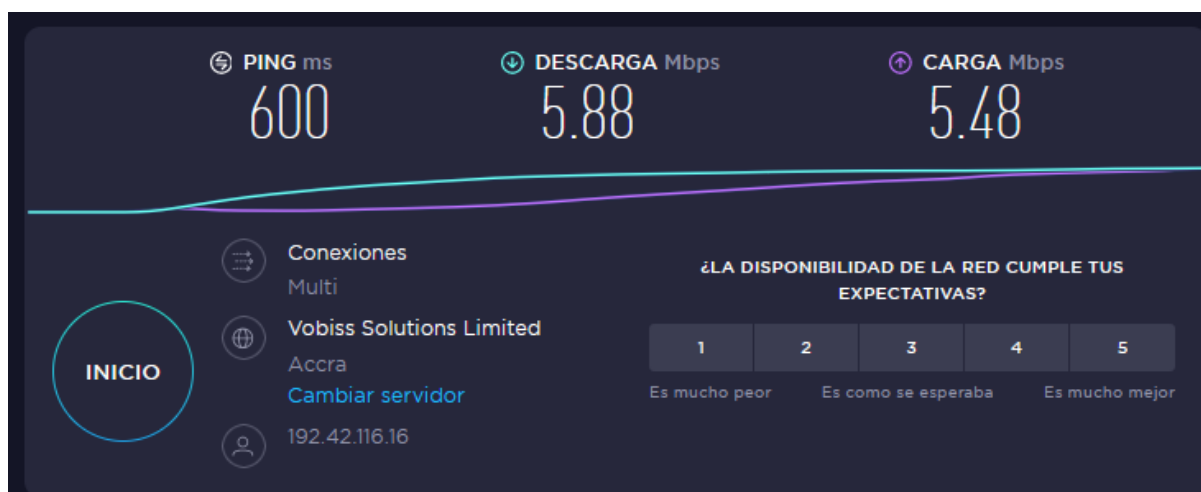 PING ms
600
DESCARGA Mbps
5.88
CARGA Mbps
5.48
INICIO
Conexiones
Multi
Vobiss Solutions Limited
Accra
Cambiar servidor
192.42.116.16
¿LA DISPONIBILIDAD DE LA RED CUMPLE TUS
EXPECTATIVAS?
1 2 3 4 5
Es mucho peor Es como se esperaba Es mucho mejor